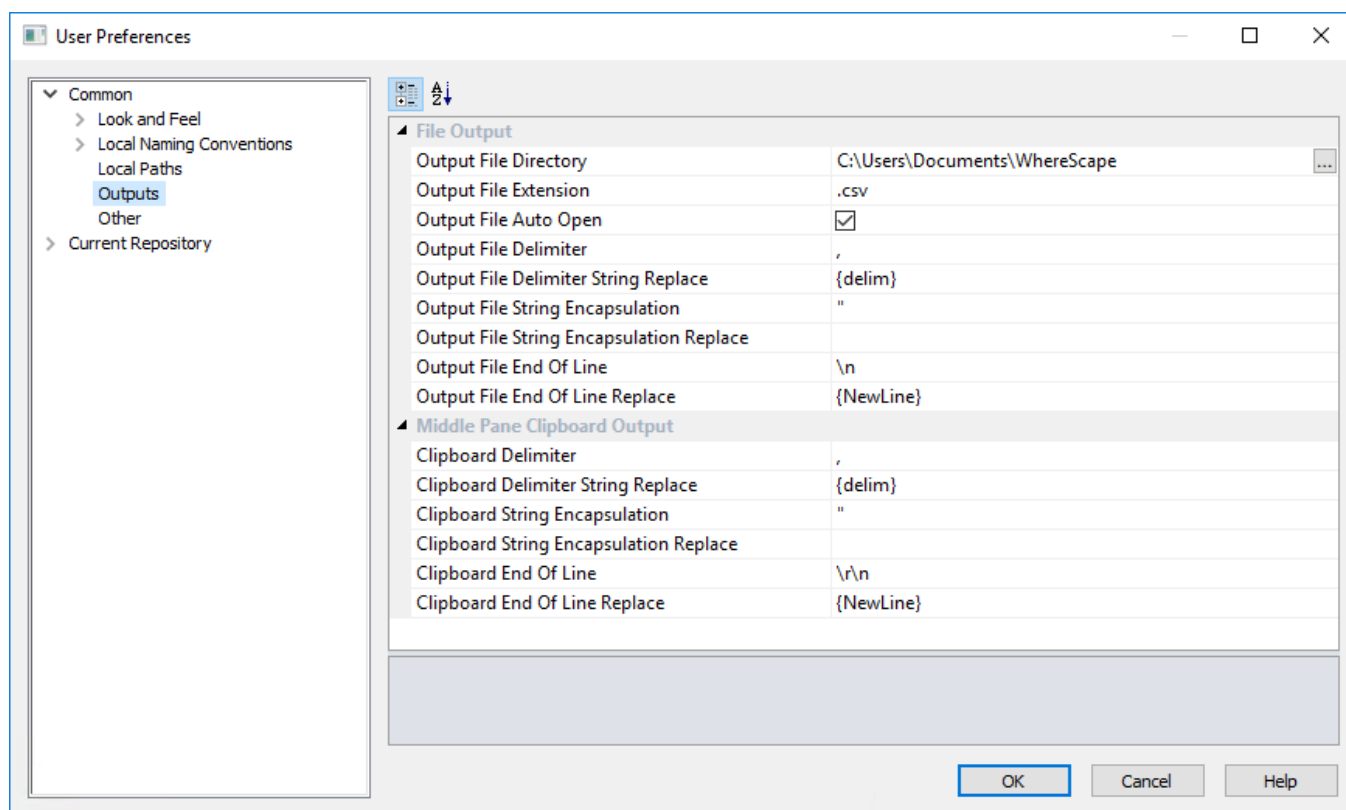 User Preferences
Common
Look and Feel
Local Naming Conventions
Local Paths
Outputs
Other
Current Repository
File Output
Output File Directory C:\Users\Documents\WhereScape ...
Output File Extension .csv
Output File Auto Open
Output File Delimiter ,
Output File Delimiter String Replace {delim}
Output File String Encapsulation "
Output File String Encapsulation Replace
Output File End Of Line \n
Output File End Of Line Replace {NewLine}
Middle Pane Clipboard Output
Clipboard Delimiter ,
Clipboard Delimiter String Replace {delim}
Clipboard String Encapsulation "
Clipboard String Encapsulation Replace
Clipboard End Of Line \r\n
Clipboard End Of Line Replace {NewLine}
OK Cancel Help